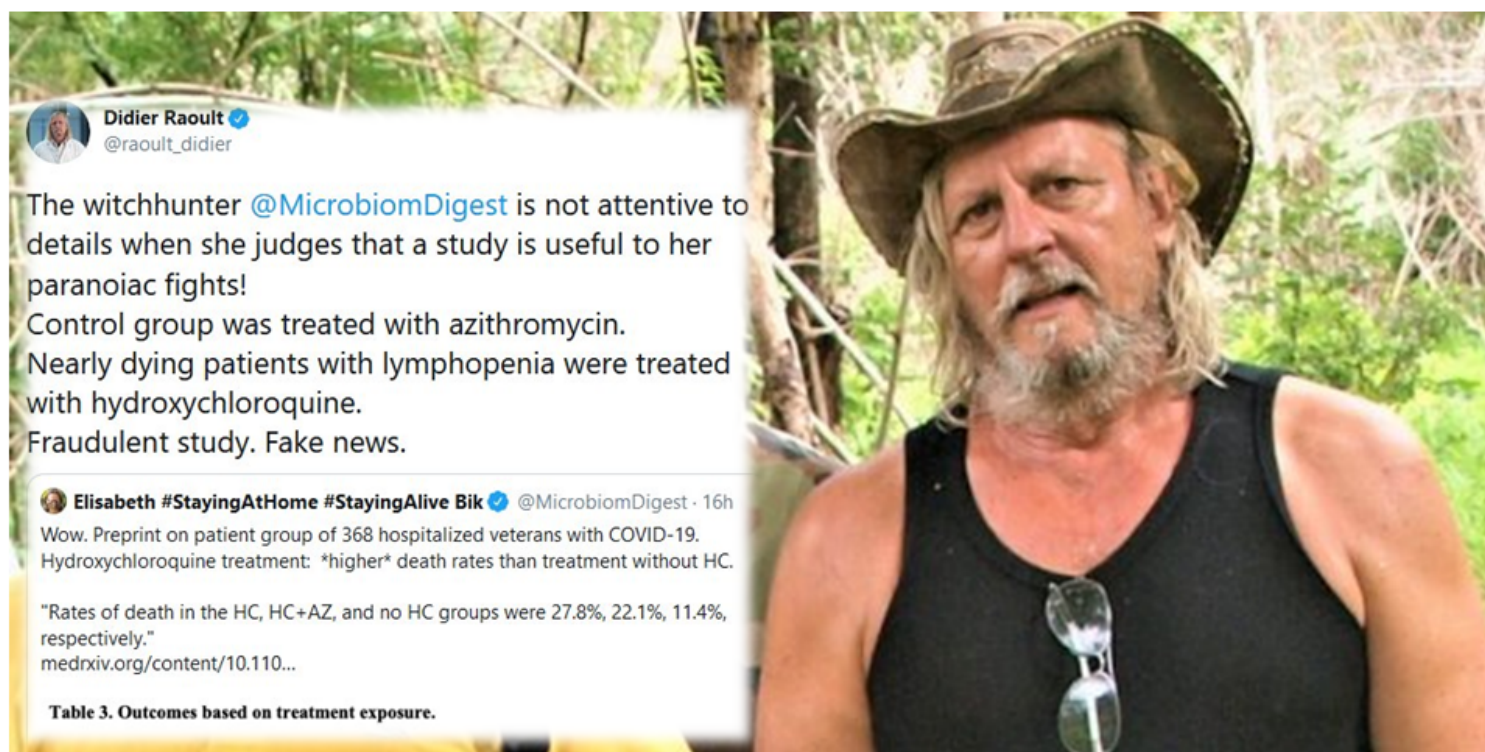 Didier Raoult
@raoult_didier
The witchhunter @MicrobiomDigest is not attentive to
details when she judges that a study is useful to her
paranoiac fights!
Control group was treated with azithromycin.
Nearly dying patients with lymphopenia were treated
with hydroxychloroquine.
Fraudulent study. Fake news.
Elisabeth #StayingAtHome #StayingAlive Bik @MicrobiomDigest · 16h
Wow. Preprint on patient group of 368 hospitalized veterans with COVID-19.
Hydroxychloroquine treatment: *higher* death rates than treatment without HC.
"Rates of death in the HC, HC+AZ, and no HC groups were 27.8%, 22.1%, 11.4%,
respectively."
medrxiv.org/content/10.110...
Table 3. Outcomes based on treatment exposure.